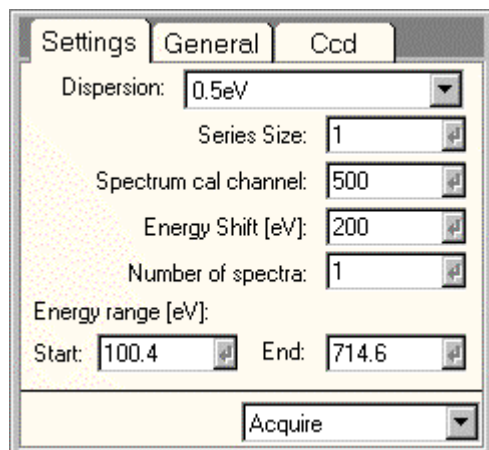 Settings General Ccd
Dispersion: 0.5eV
Series Size: 1
Spectrum cal channel: 500
Energy Shift [eV]: 200
Number of spectra: 1
Energy range [eV]:
Start: 100.4 End: 714.6
Acquire